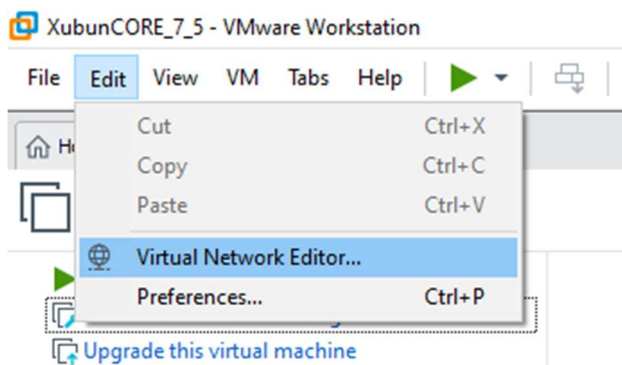 XubunCORE_7_5 - VMware Workstation
File Edit View VM Tabs Help
Cut Ctrl+X
Copy Ctrl+C
Paste Ctrl+V
Virtual Network Editor...
Preferences... Ctrl+P
Upgrade this virtual machine